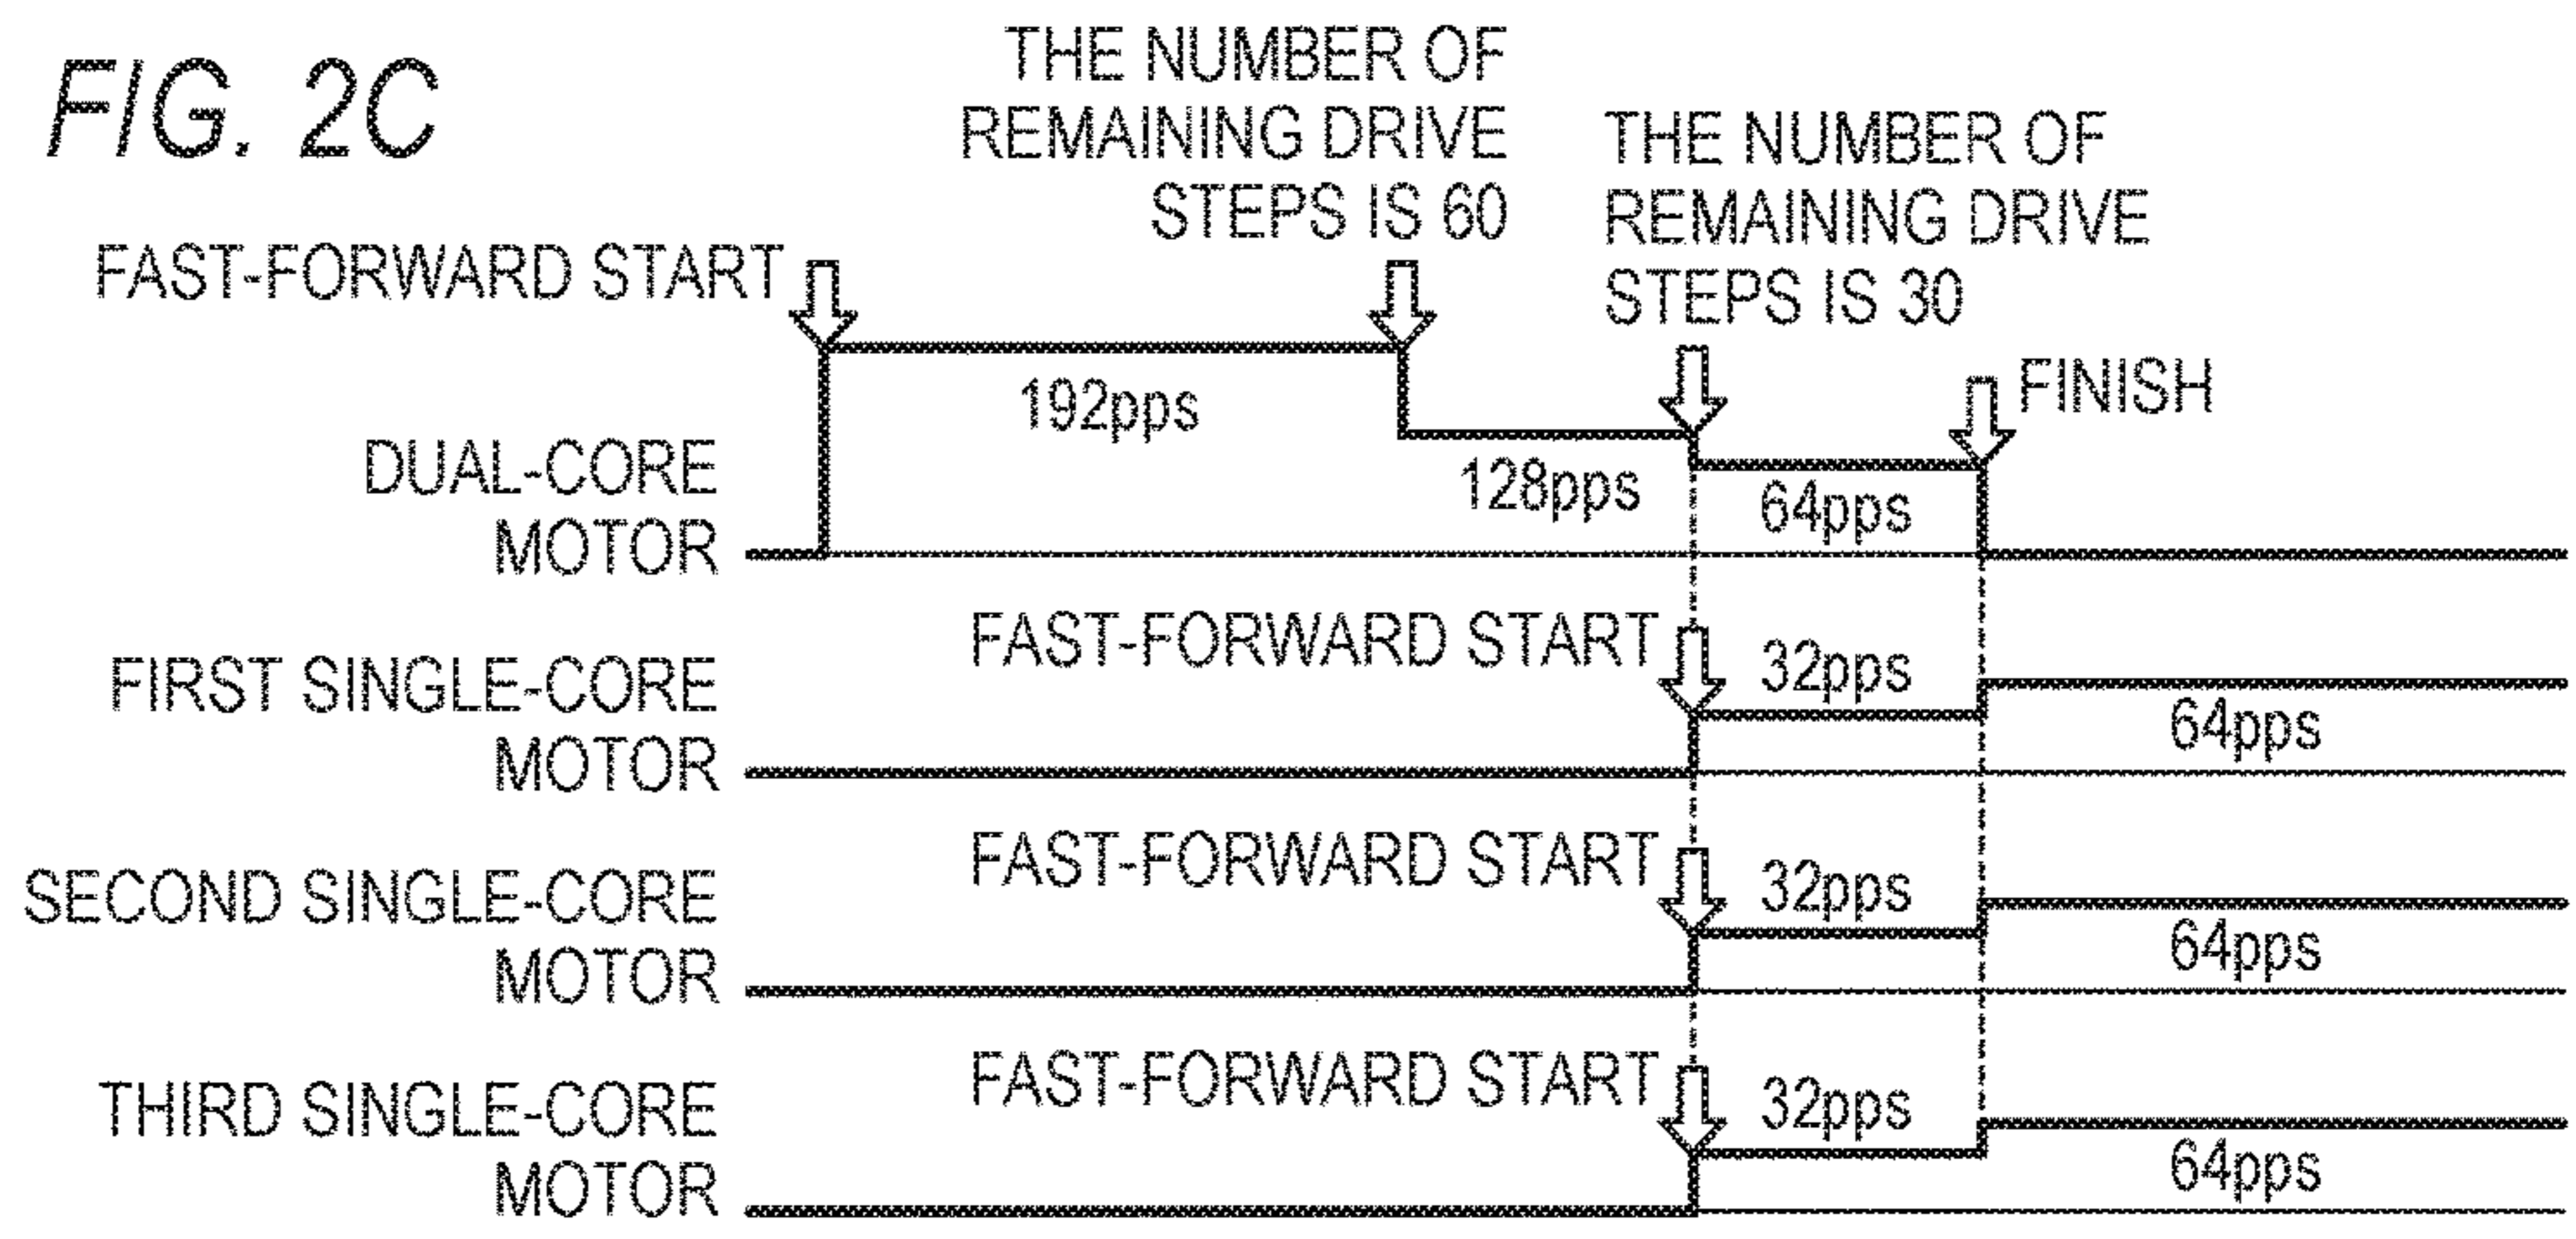 FIG. 2C
THE NUMBER OF
REMAINING DRIVE
STEPS IS 60
THE NUMBER OF
REMAINING DRIVE
STEPS IS 30
FAST-FORWARD START
FINISH
192pps
128pps
64pps
DUAL-CORE
MOTOR
FAST-FORWARD START
32pps
64pps
FIRST SINGLE-CORE
MOTOR
FAST-FORWARD START
32pps
64pps
SECOND SINGLE-CORE
MOTOR
FAST-FORWARD START
32pps
64pps
THIRD SINGLE-CORE
MOTOR